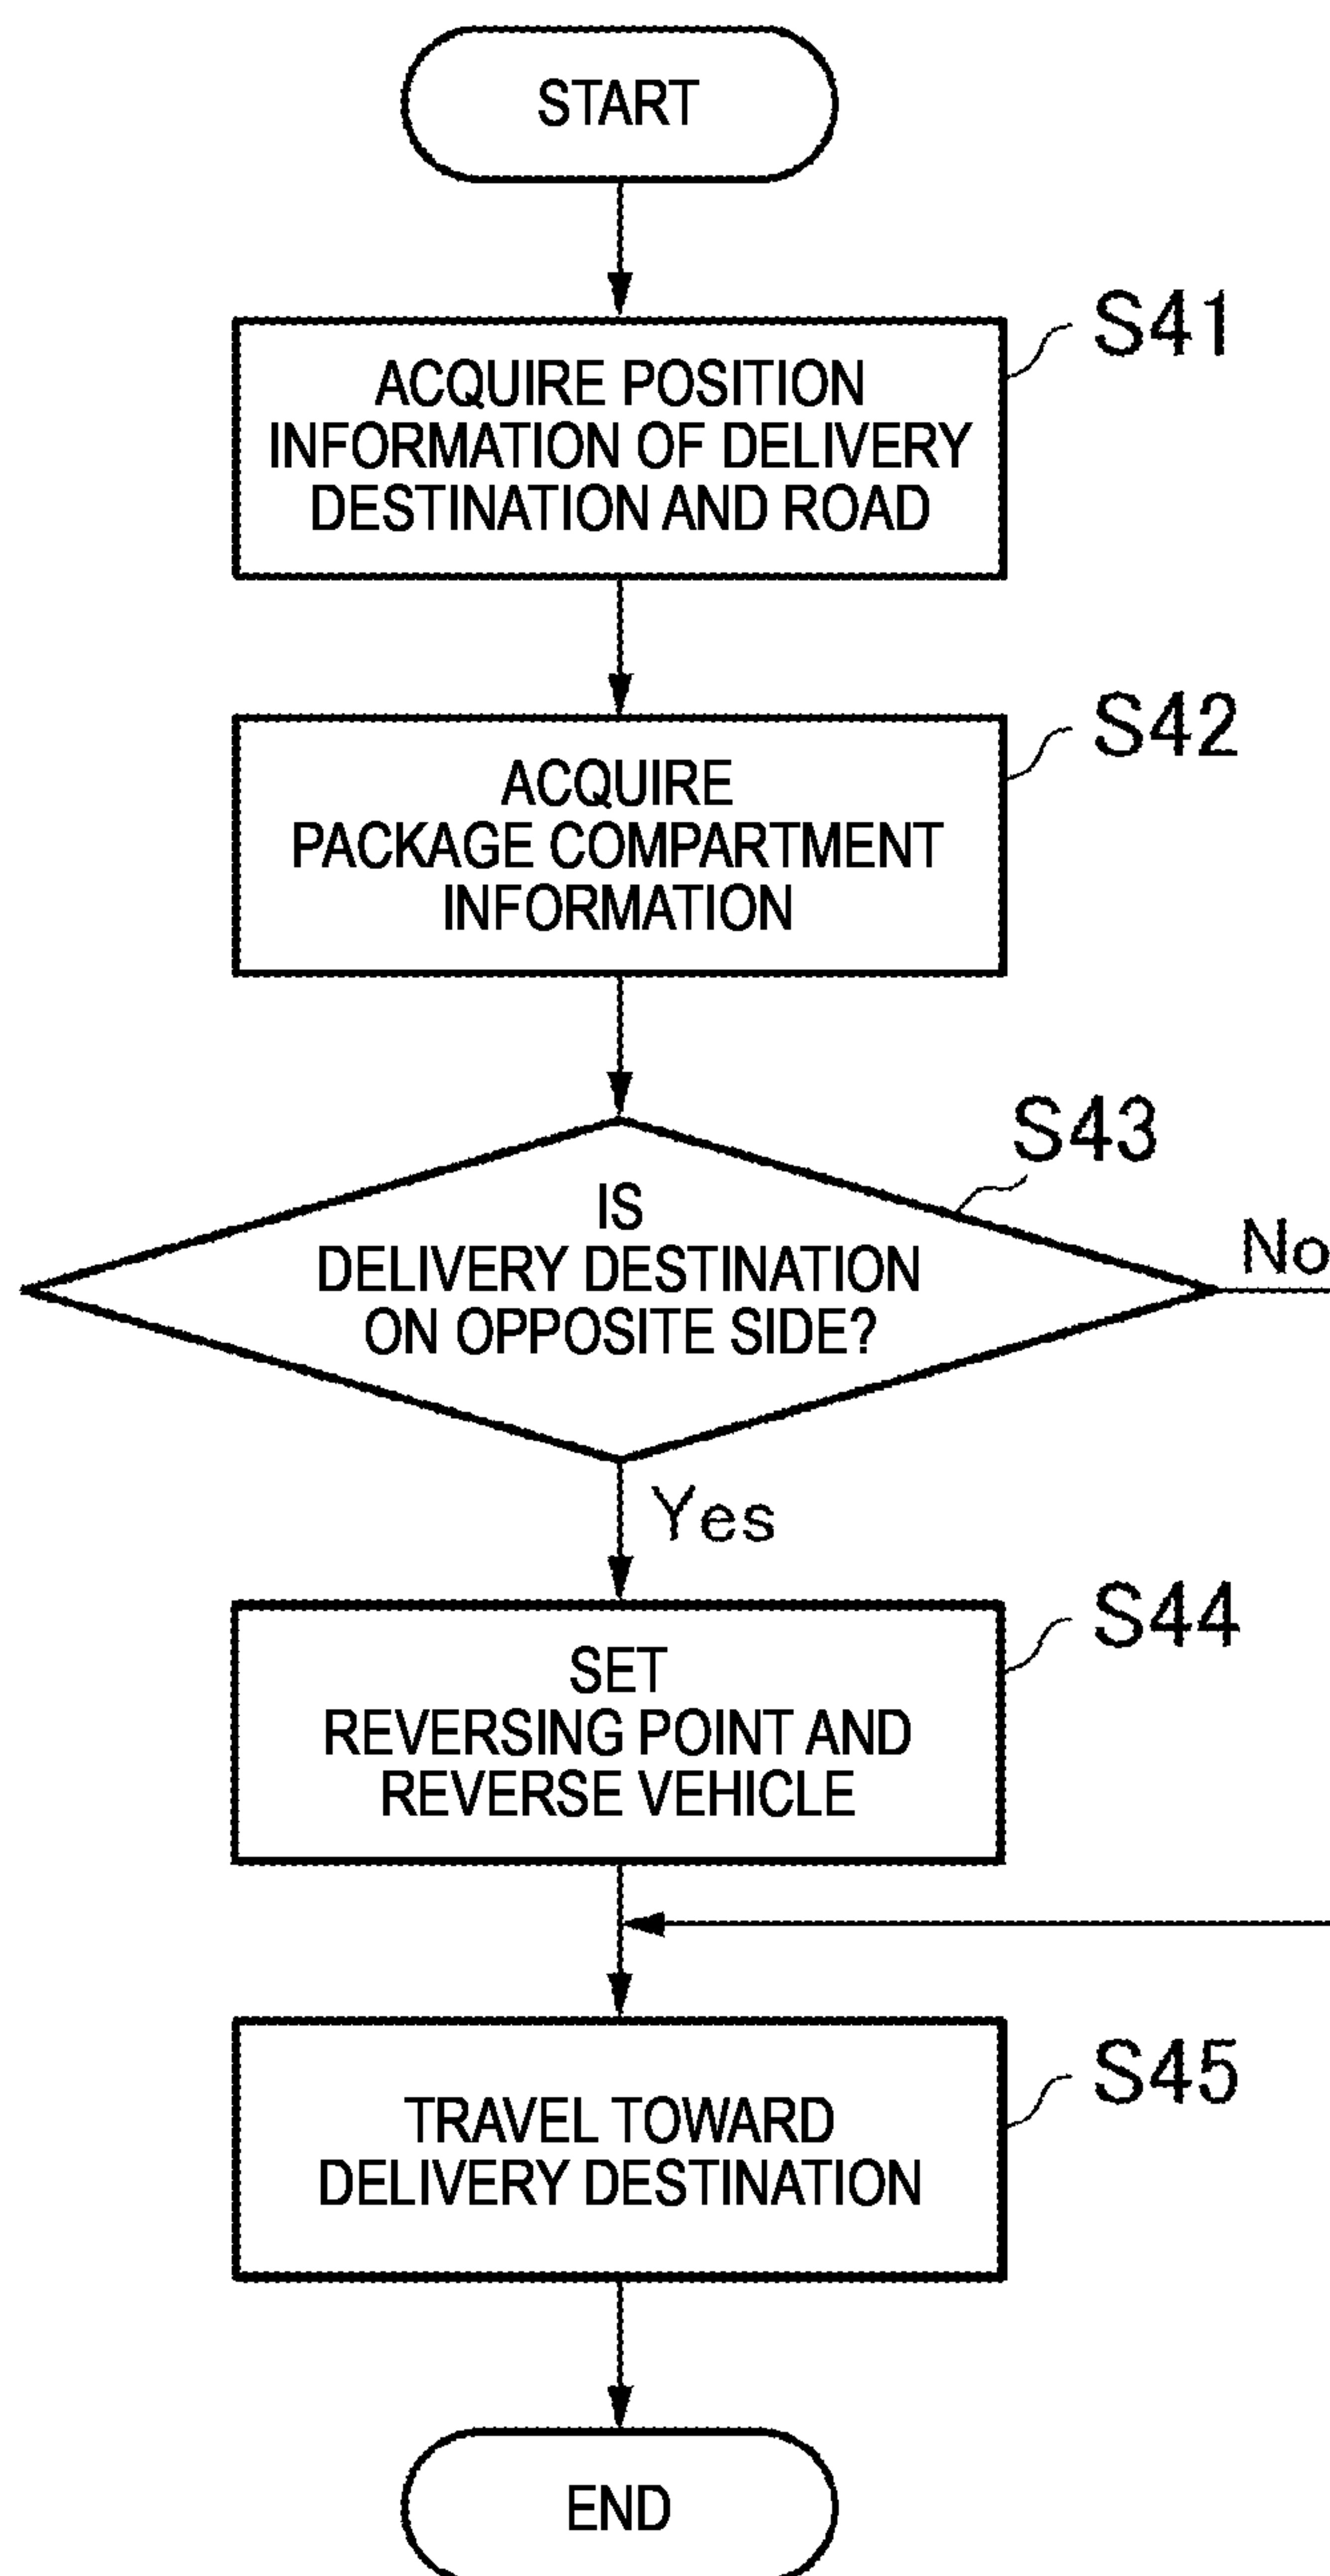 START
S41
ACQUIRE POSITION
INFORMATION OF DELIVERY
DESTINATION AND ROAD
S42
ACQUIRE
PACKAGE COMPARTMENT
INFORMATION
S43
IS
DELIVERY DESTINATION
ON OPPOSITE SIDE?
No
Yes
S44
SET
REVERSING POINT AND
REVERSE VEHICLE
S45
TRAVEL TOWARD
DELIVERY DESTINATION
END